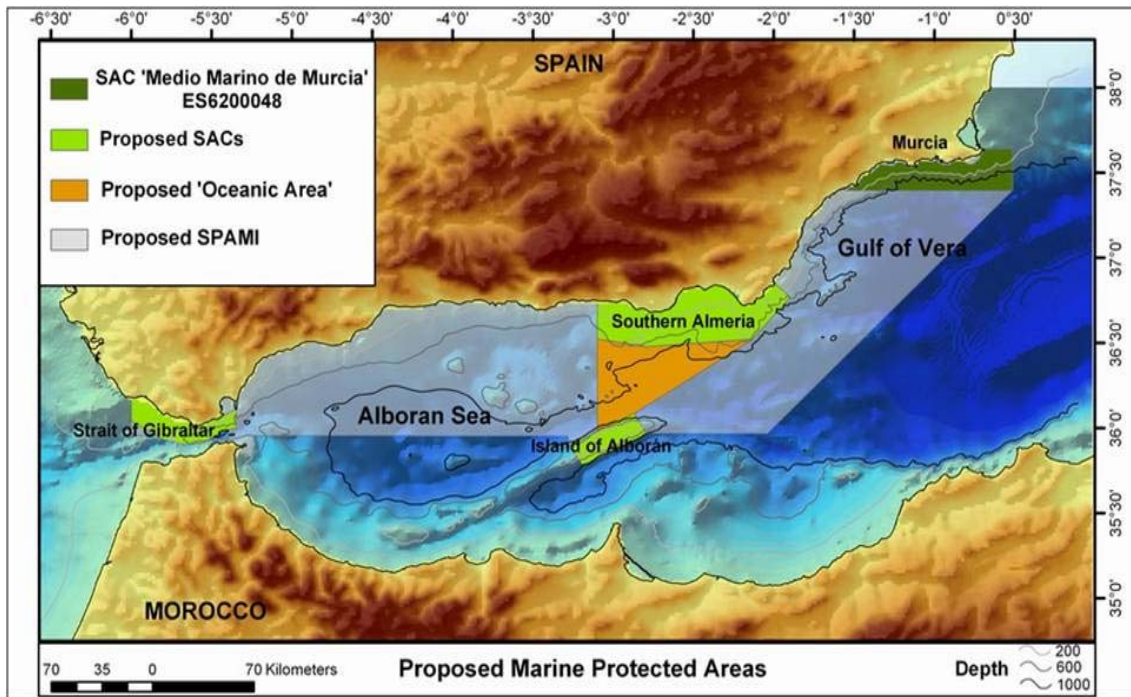 -6°30' -6°0' -5°30' -5°0' -4°30' -4°0' -3°30' -3°0' -2°30' -2°0' -1°30' -1°0' 0°30'
SAC 'Medio Marino de Murcia'
ES6200048
Proposed SACs
Proposed 'Oceanic Area'
Proposed SPAMI
SPAIN
38°0'
Murcia
37°30'
Gulf of Vera
37°0'
Southern Almeria
36°30'
Alboran Sea
Strait of Gibraltar
36°0'
Island of Alborán
35°30'
MOROCCO
35°0'
70 35 0 70 Kilometers
Proposed Marine Protected Areas
Depth
200
600
1000